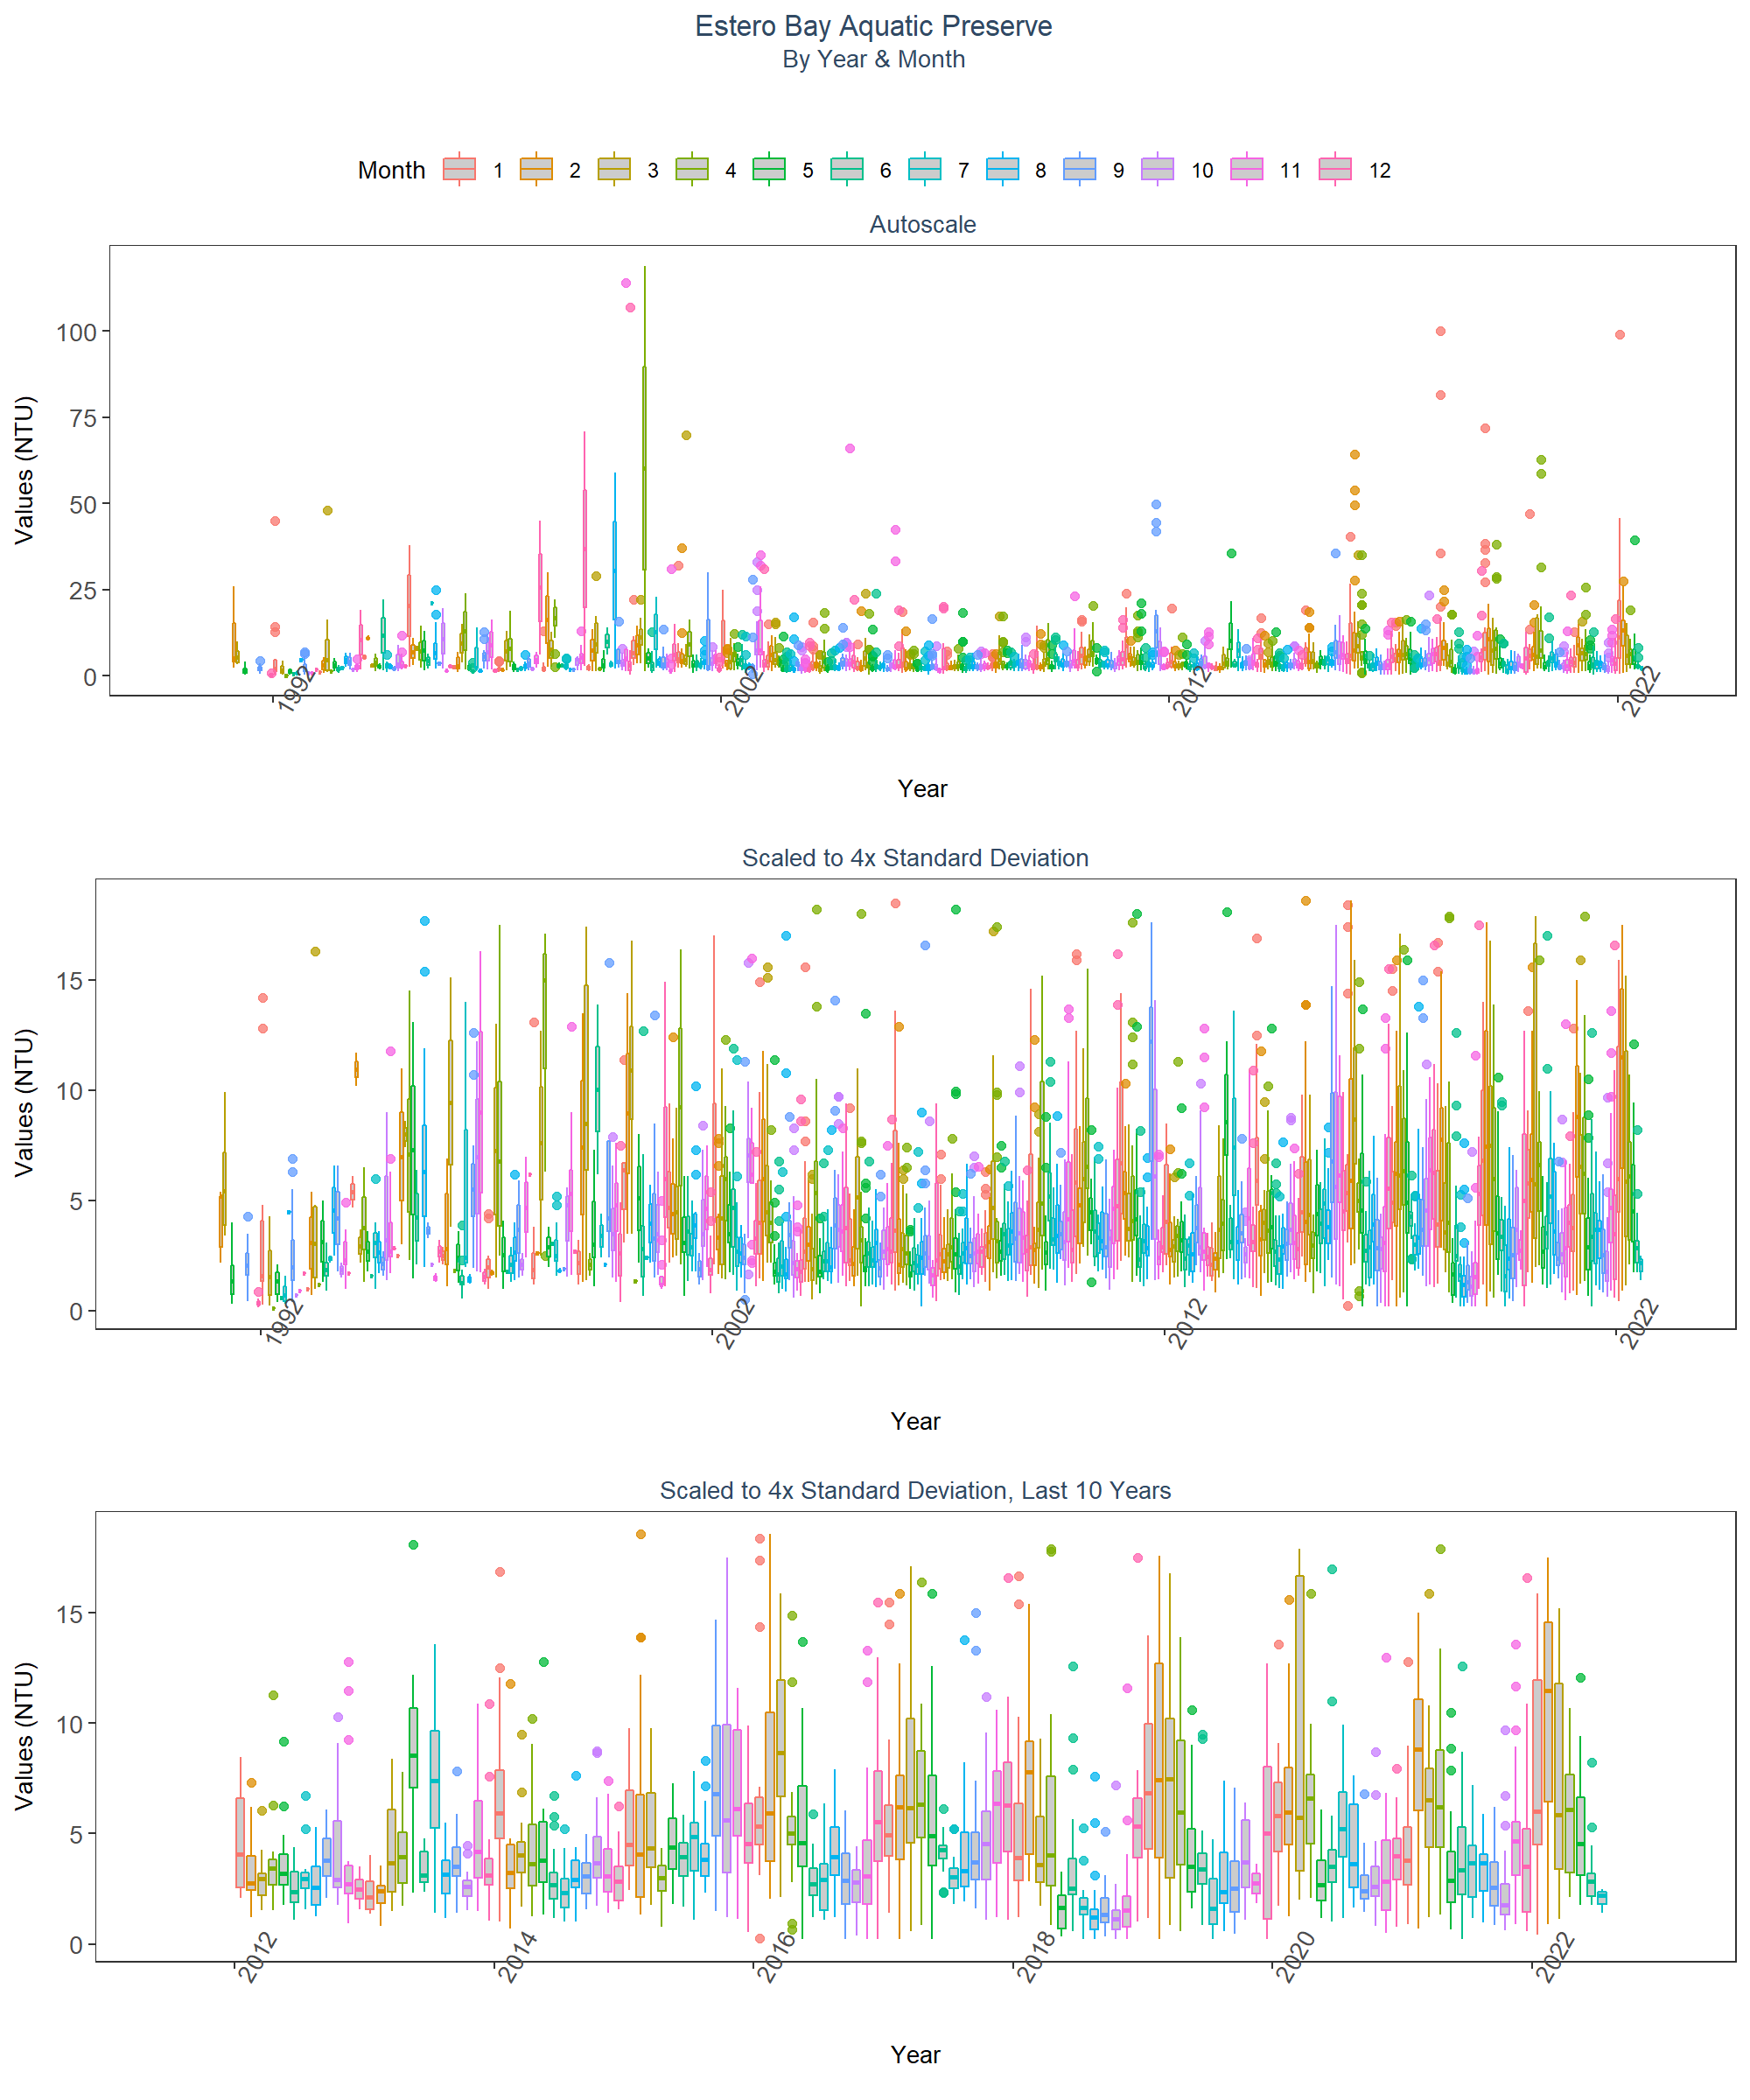 Estero Bay Aquatic Preserve
By Year & Month
Month 1 2 3 4 5 6 7 8 9 10 11 12
Autoscale
Values (NTU)
100
75
50
25
0
1992 2002 2012 2022
Year
Scaled to 4x Standard Deviation
Values (NTU)
15
10
5
0
1992 2002 2012 2022
Year
Scaled to 4x Standard Deviation, Last 10 Years
Values (NTU)
15
10
5
0
2012 2014 2016 2018 2020 2022
Year